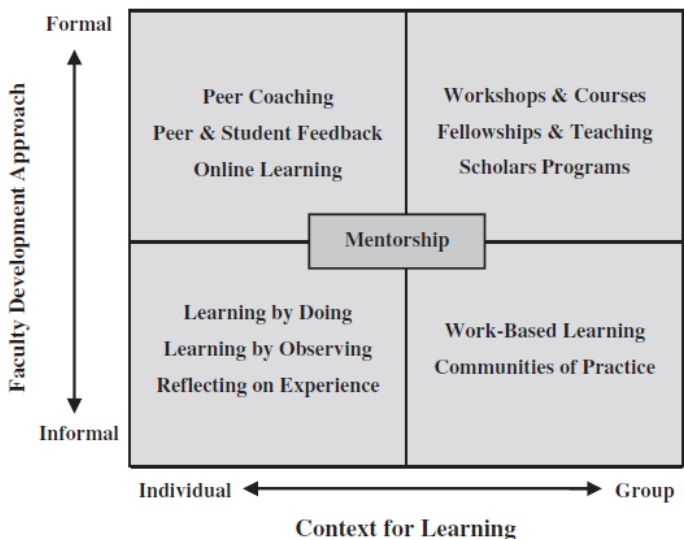 Formal
Faculty Development Approach
Informal
Peer Coaching
Peer & Student Feedback
Online Learning
Workshops & Courses
Fellowships & Teaching
Scholars Programs
Mentorship
Learning by Doing
Learning by Observing
Reflecting on Experience
Work-Based Learning
Communities of Practice
Individual
Group
Context for Learning